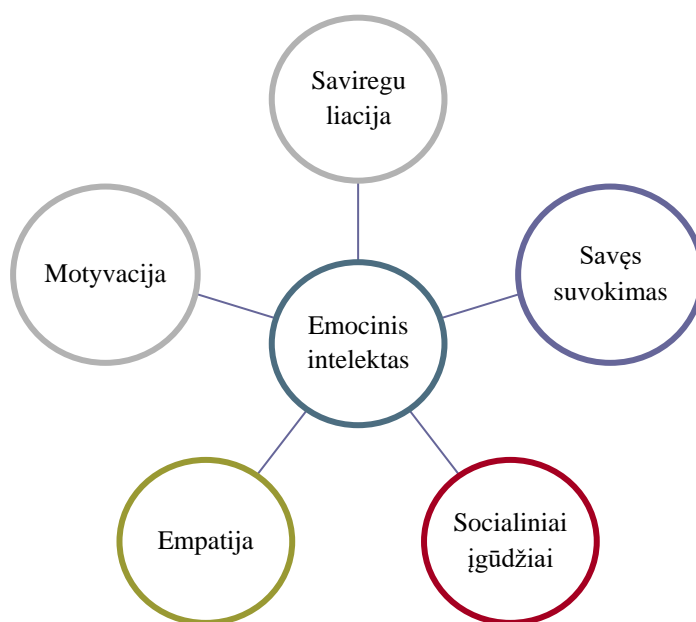 Saviregu
liacija
Motyvacija
Savęs
suvokimas
Emocinis
intelektas
Empatija
Socialiniai
įgūdžiai